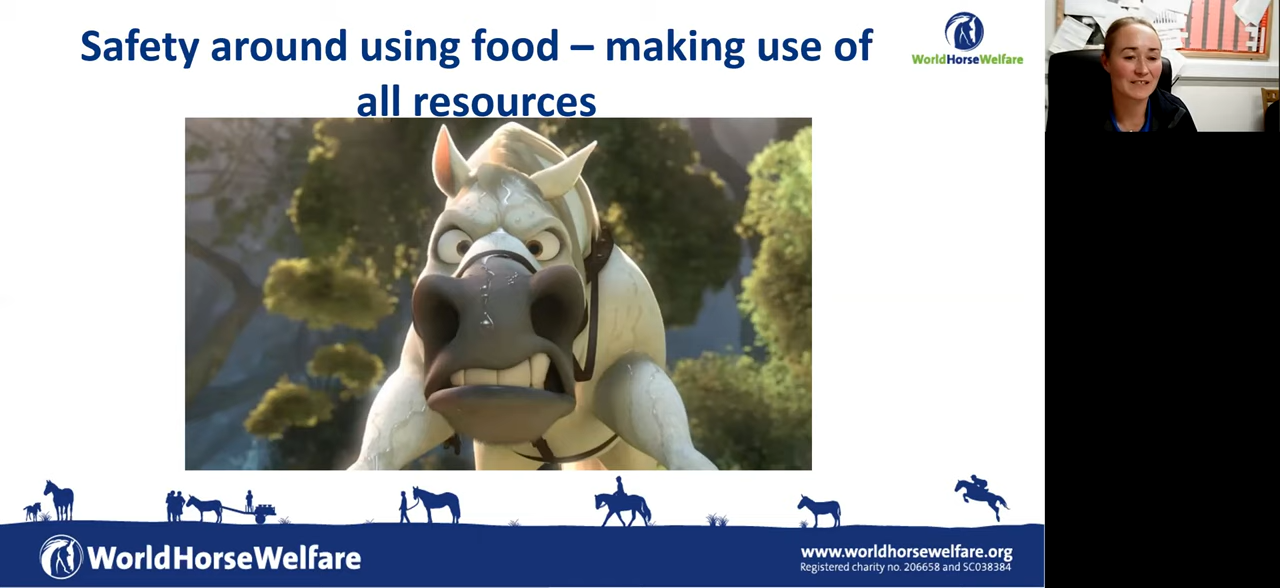 Safety around using food – making use of
all resources
WorldHorseWelfare
WorldHorseWelfare
www.worldhorsewelfare.org
Registered charity no. 206658 and SC038384